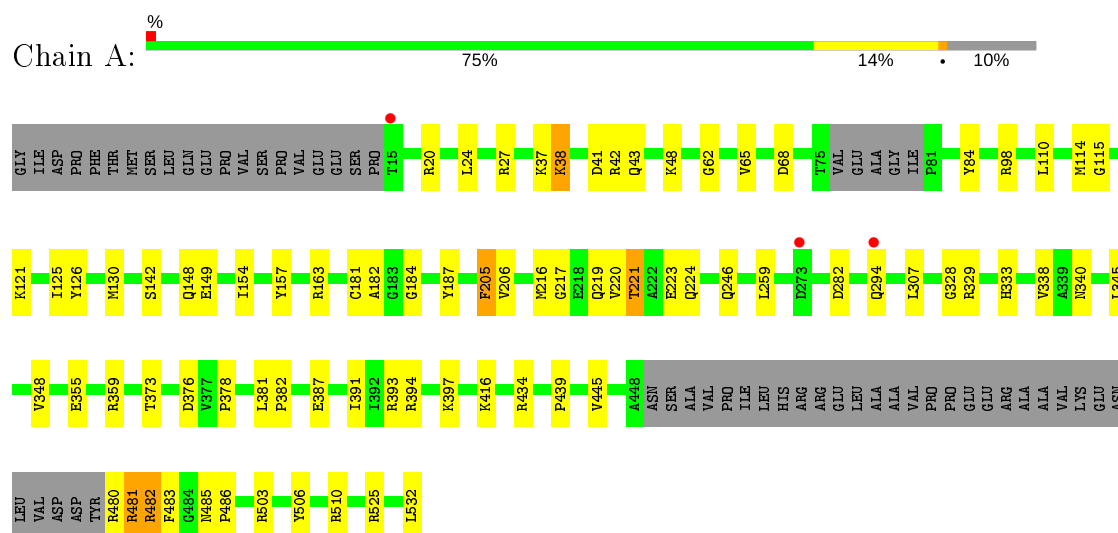 %
Chain A:
75% 14% • 10%
GLY ILE ASP PRO PHE THR MET SER LEU GLN GLU PRO VAL SER PRO VAL GLU GLU SER PRO T15 R20 L24 R27 K37 K38 D41 R42 Q43 K48 G62 V65 D68 T75 VAL GLU ALA GLY ILE P81 Y84 R98 L110 M114 G115
K121 I125 Y126 M130 S142 Q148 E149 I154 Y157 R163 C181 A182 G183 G184 Y187 F205 V206 M216 G217 E218 Q219 V220 T221 A222 E223 Q224 Q246 L259 D273 D282 Q294 L307 G328 R329 H333 V338 A339 N340 L345
V348 E355 R359 T373 D376 V377 P378 L381 P382 E387 I391 I392 R393 R394 K397 K416 R434 P439 V445 A448 ASN SER ALA VAL PRO ILE LEU HIS ARG ARG GLU LEU ALA ALA VAL PRO PRO GLU GLU ARG ALA ALA VAL LYS GLU ASN
LEU VAL ASP ASP TYR R480 R481 R482 F483 G484 N485 P486 R503 Y506 R510 R525 L532